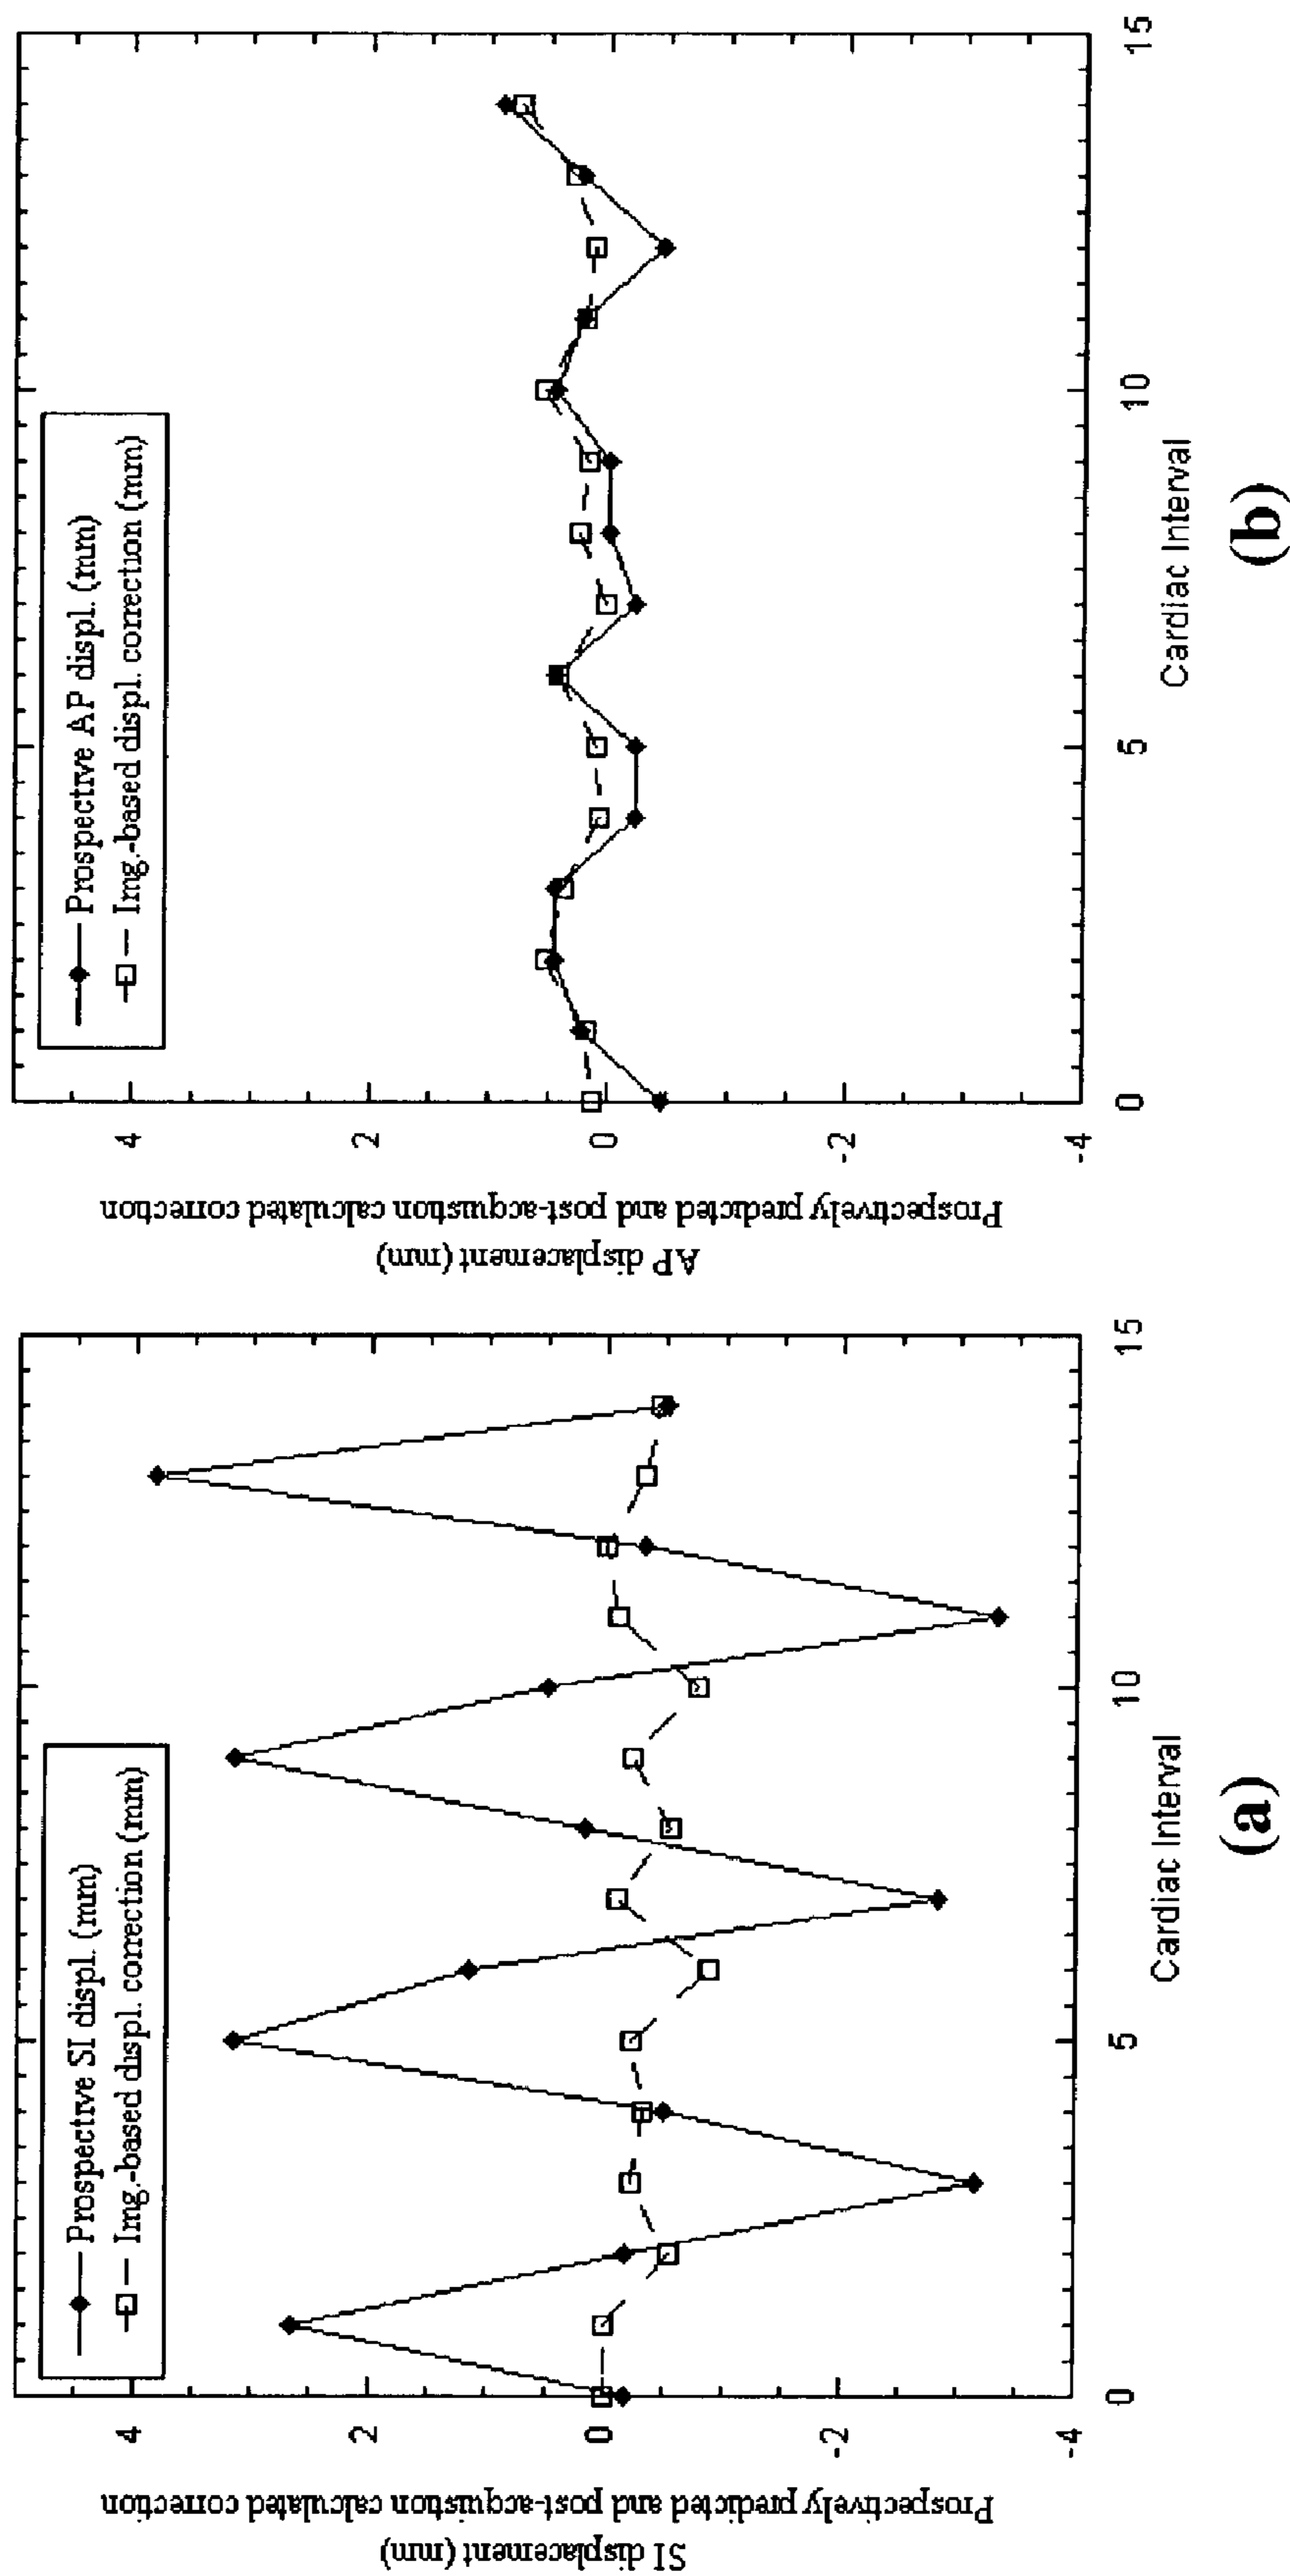 Prospectively predicted and post-acquistion calculated correction
SI displacement (mm)
4
2
0
-2
-4
Prospective SI displ. (mm)
Img.-based displ. correction (mm)
0
5
10
15
Cardiac Interval
(a)
Prospectively predicted and post-acquistion calculated correction
AP displacement (mm)
4
2
0
-2
-4
Prospective AP displ. (mm)
Img.-based displ. correction (mm)
0
5
10
15
Cardiac Interval
(b)